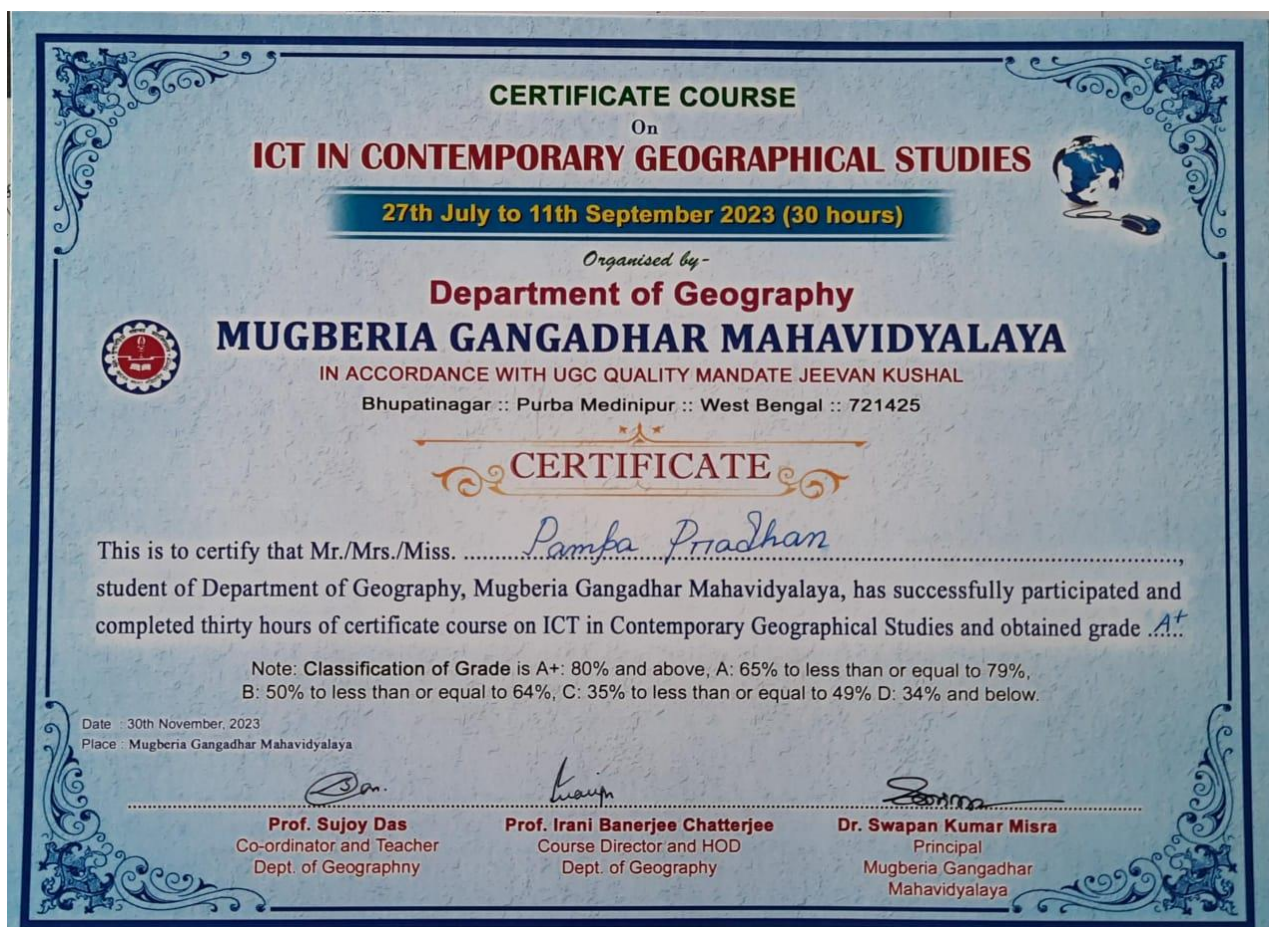 CERTIFICATE COURSE
On
ICT IN CONTEMPORARY GEOGRAPHICAL STUDIES
27th July to 11th September 2023 (30 hours)
Organised by-
Department of Geography
MUGBERIA GANGADHAR MAHAVIDYALAYA
IN ACCORDANCE WITH UGC QUALITY MANDATE JEEVAN KUSHAL
Bhupatinagar :: Purba Medinipur :: West Bengal :: 721425
CERTIFICATE
This is to certify that Mr./Mrs./Miss. Pampa Pradhan,
student of Department of Geography, Mugberia Gangadhar Mahavidyalaya, has successfully participated and
completed thirty hours of certificate course on ICT in Contemporary Geographical Studies and obtained grade A+
Note: Classification of Grade is A+: 80% and above, A: 65% to less than or equal to 79%,
B: 50% to less than or equal to 64%, C: 35% to less than or equal to 49% D: 34% and below.
Date : 30th November, 2023
Place : Mugberia Gangadhar Mahavidyalaya
Prof. Sujoy Das
Co-ordinator and Teacher
Dept. of Geographny
Prof. Irani Banerjee Chatterjee
Course Director and HOD
Dept. of Geography
Dr. Swapan Kumar Misra
Principal
Mugberia Gangadhar
Mahavidyalaya